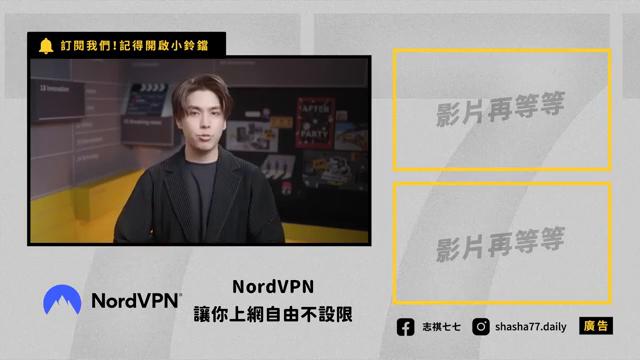 訂閱我們!記得開啟小鈴鐺
AFTER
PARTY
影片再等等
影片再等等
NordVPN
NordVPN
讓你上網自由不設限
志祺七七
shasha77.daily
廣告